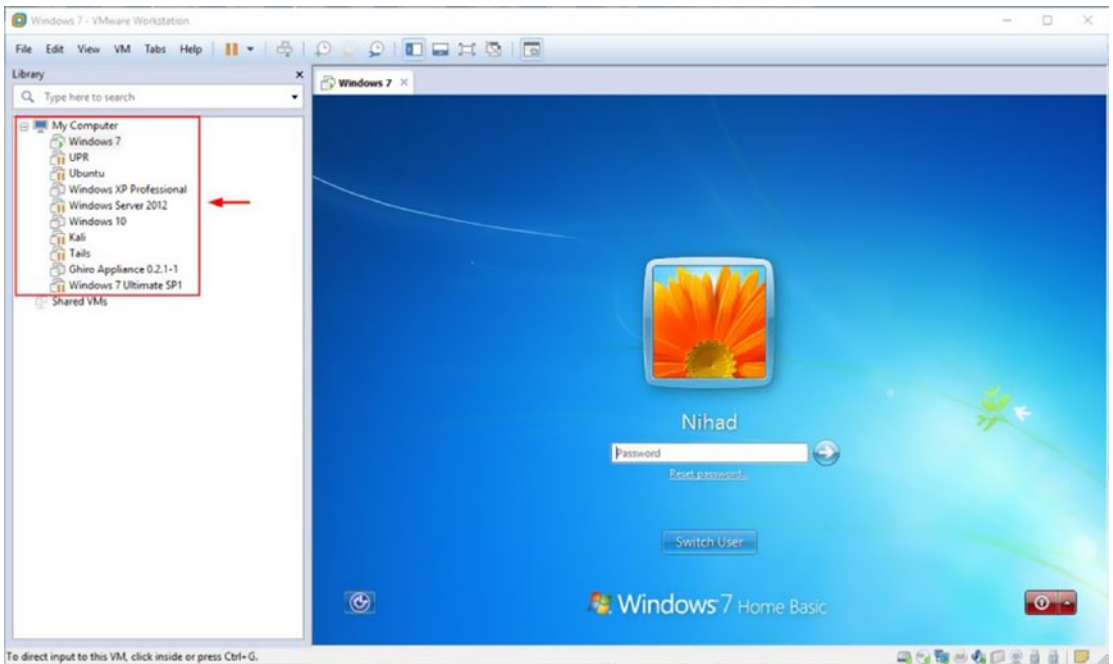 Windows 7 - VMware Workstation
File Edit View VM Tabs Help
Library
Type here to search
My Computer
Windows 7
UPR
Ubuntu
Windows XP Professional
Windows Server 2012
Windows 10
Kali
Tails
Ghiro Appliance 0.2.1-1
Windows 7 Ultimate SP1
Shared VMs
Windows 7
Nihad
Password
Reset password...
Switch User
Windows 7 Home Basic
To direct input to this VM, click inside or press Ctrl+G.